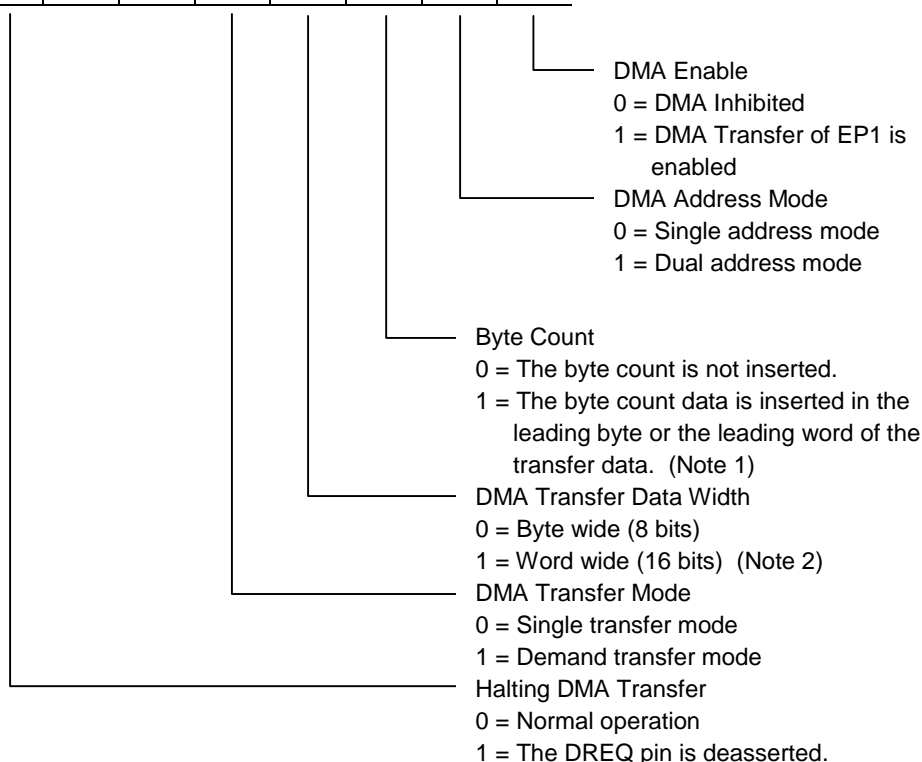 DMA Enable
0 = DMA Inhibited
1 = DMA Transfer of EP1 is
enabled
DMA Address Mode
0 = Single address mode
1 = Dual address mode
Byte Count
0 = The byte count is not inserted.
1 = The byte count data is inserted in the
leading byte or the leading word of the
transfer data. (Note 1)
DMA Transfer Data Width
0 = Byte wide (8 bits)
1 = Word wide (16 bits) (Note 2)
DMA Transfer Mode
0 = Single transfer mode
1 = Demand transfer mode
Halting DMA Transfer
0 = Normal operation
1 = The DREQ pin is deasserted.